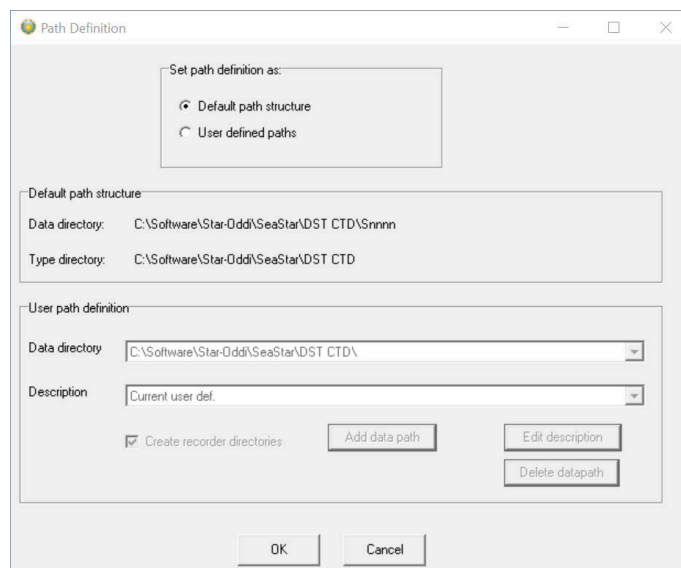 Path Definition
Set path definition as:
Default path structure
User defined paths
Default path structure
Data directory: C:\Software\Star-Oddi\SeaStar\DST CTD\Snnnn
Type directory: C:\Software\Star-Oddi\SeaStar\DST CTD
User path definition
Data directory C:\Software\Star-Oddi\SeaStar\DST CTD\
Description Current user def.
Create recorder directories Add data path Edit description
Delete datapath
OK Cancel